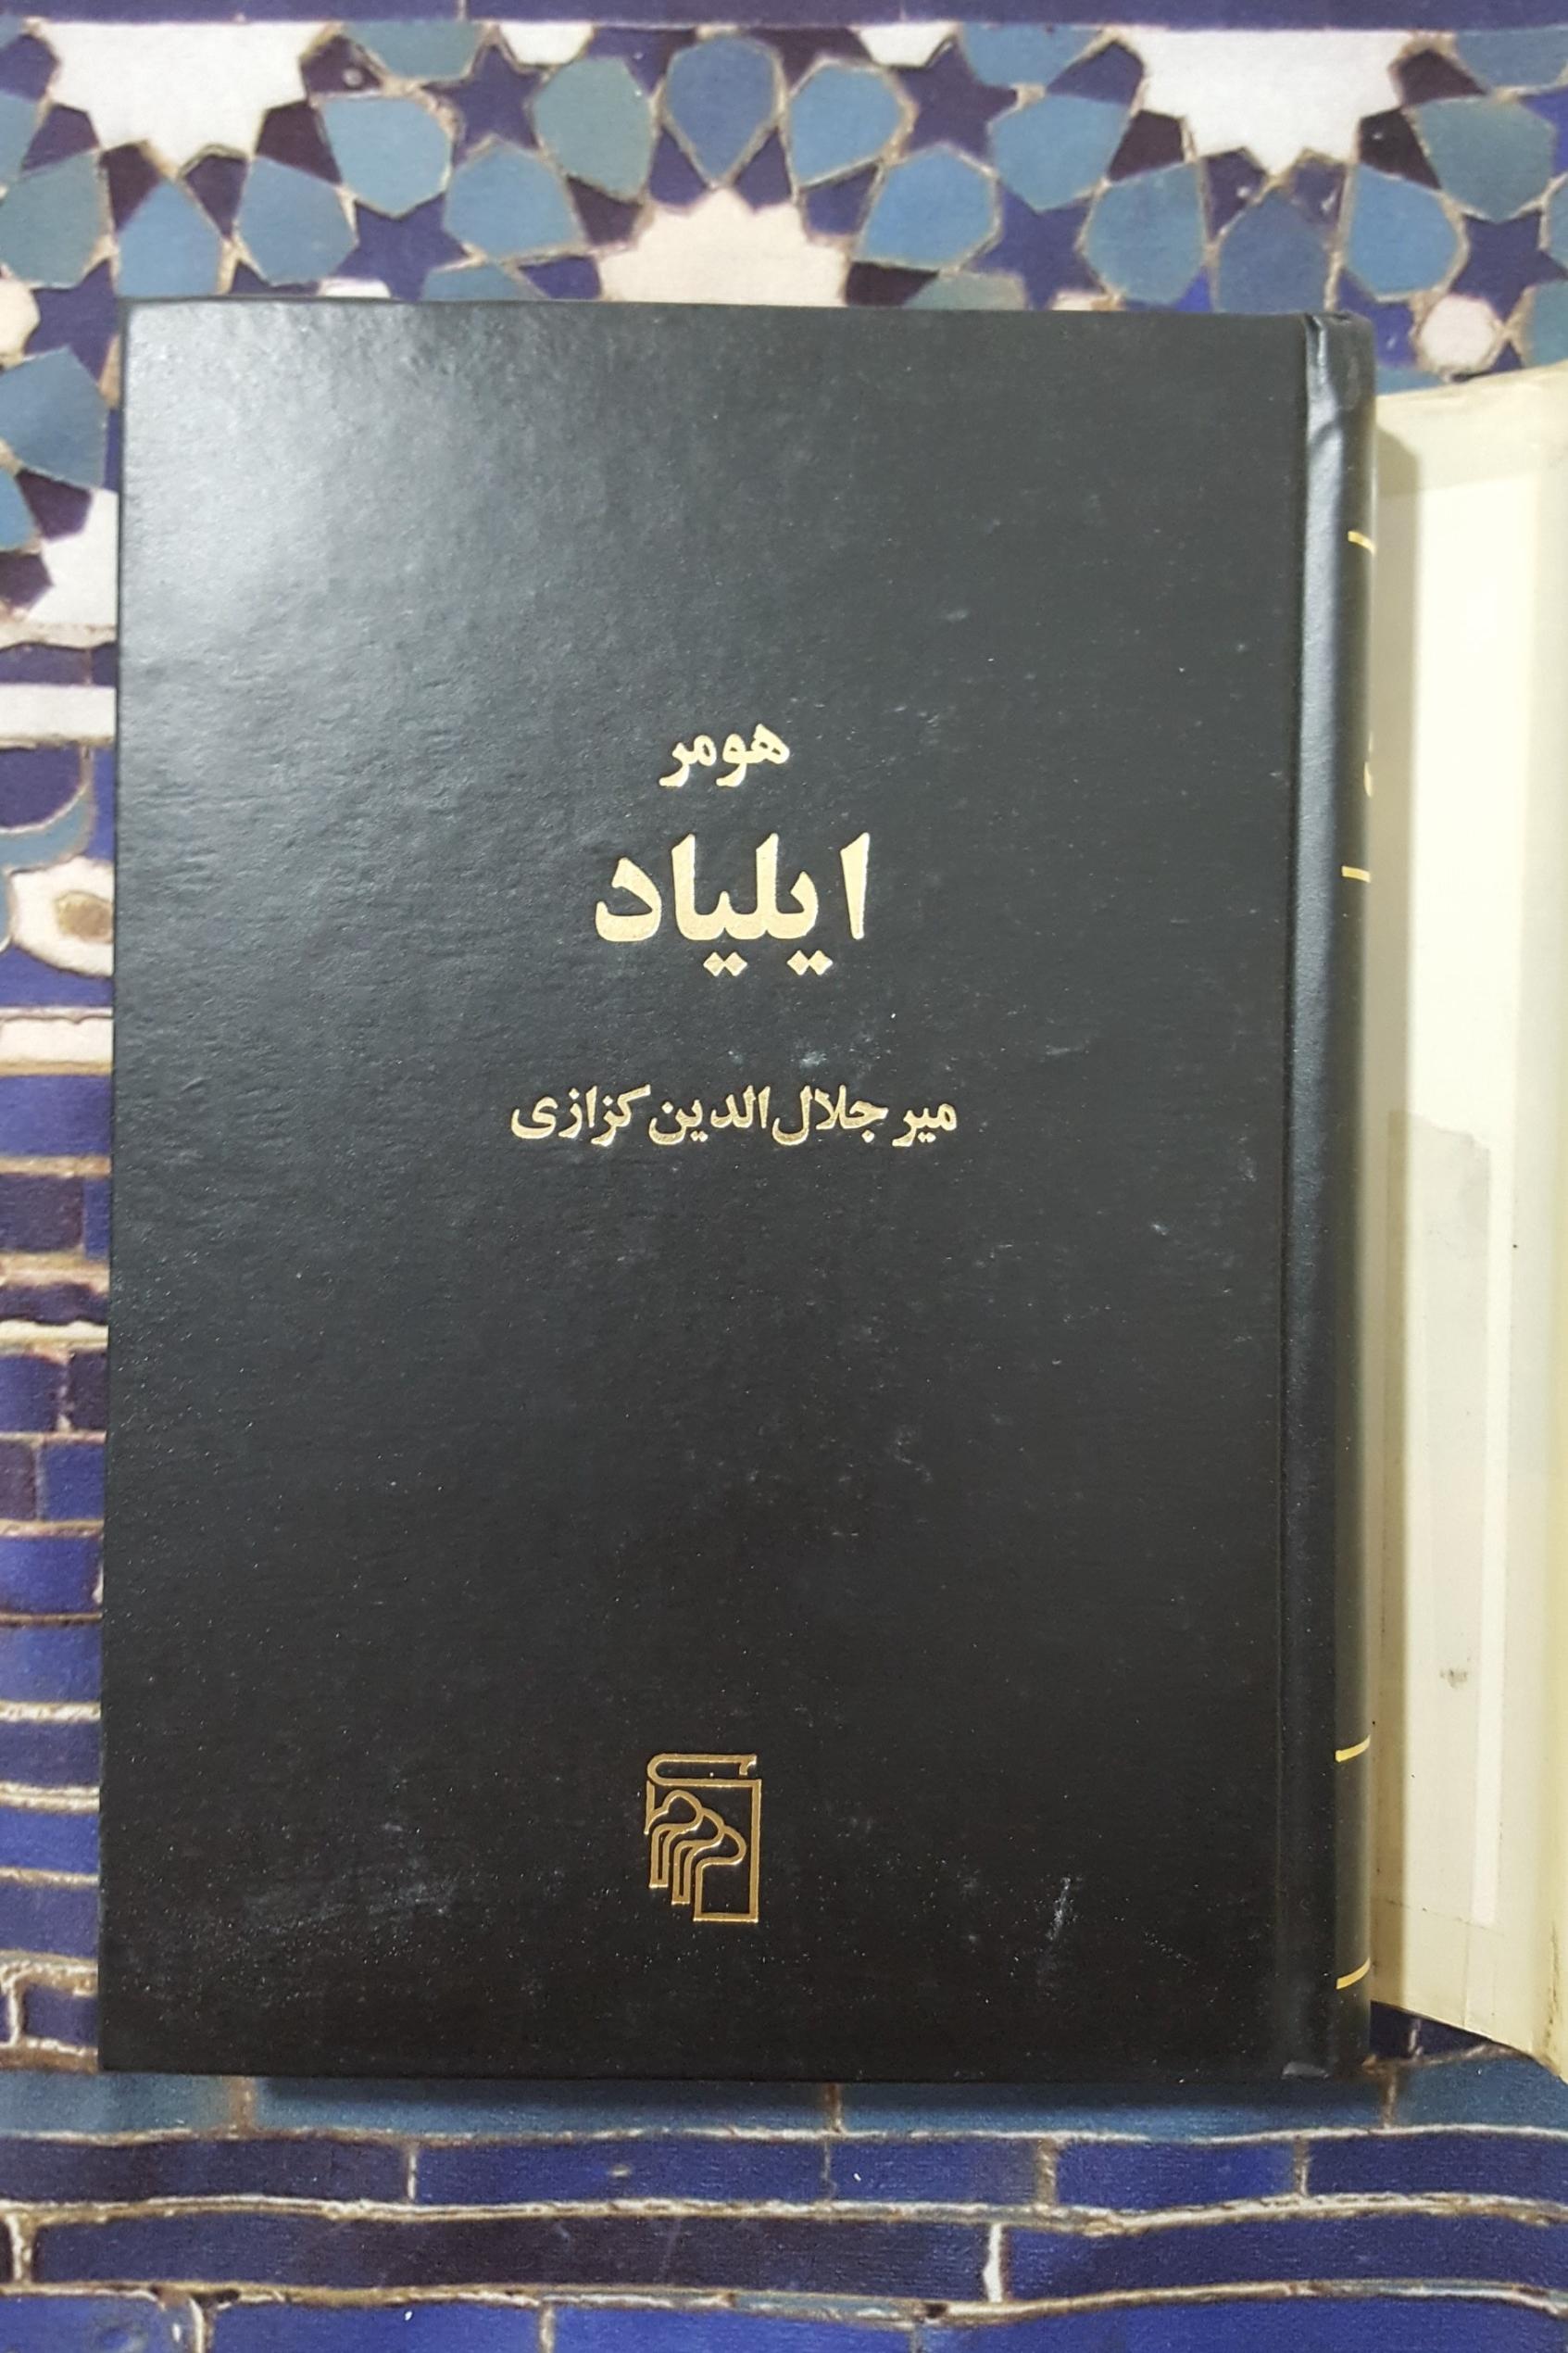 هومر
ایلیاد
میر جلال‌الدین کزازی